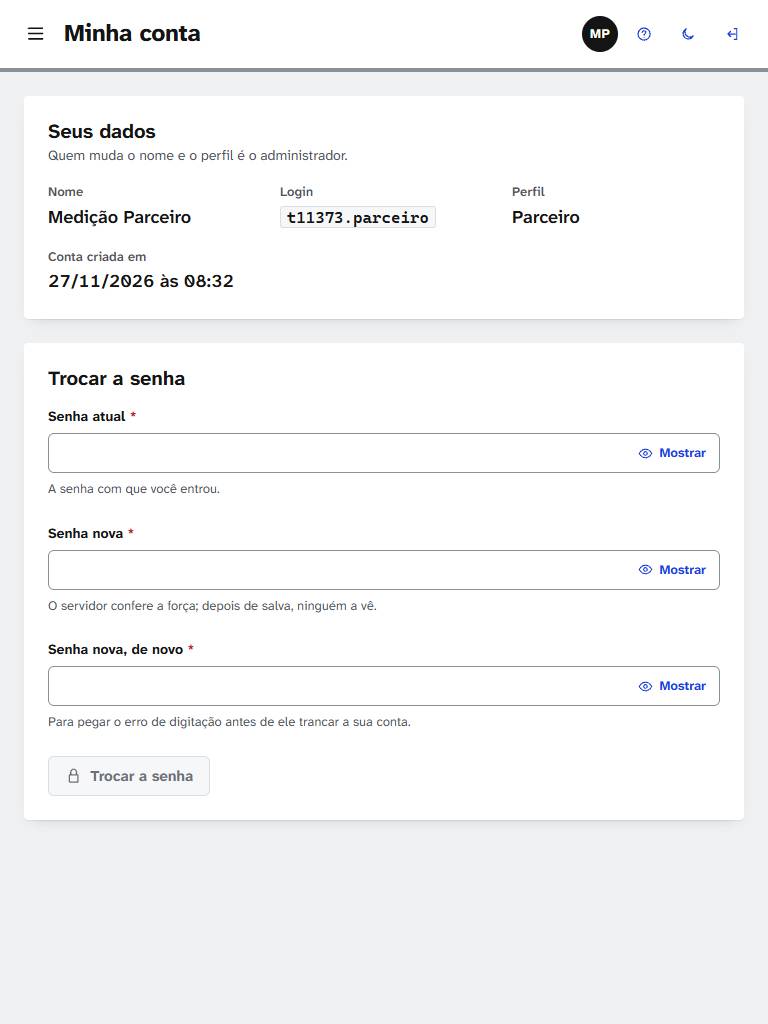 Minha conta
MP
Seus dados
Quem muda o nome e o perfil é o administrador.
Nome
Login
Perfil
Medição Parceiro
t11373.parceiro
Parceiro
Conta criada em
27/11/2026 às 08:32
Trocar a senha
Senha atual *
Mostrar
A senha com que você entrou.
Senha nova *
Mostrar
O servidor confere a força; depois de salva, ninguém a vê.
Senha nova, de novo *
Mostrar
Para pegar o erro de digitação antes de ele trancar a sua conta.
Trocar a senha